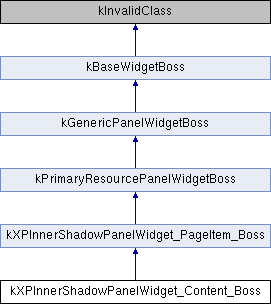 kInvalidClass
kBaseWidgetBoss
kGenericPanelWidgetBoss
kPrimaryResourcePanelWidgetBoss
kXPInnerShadowPanelWidget_PageItem_Boss
kXPInnerShadowPanelWidget_Content_Boss